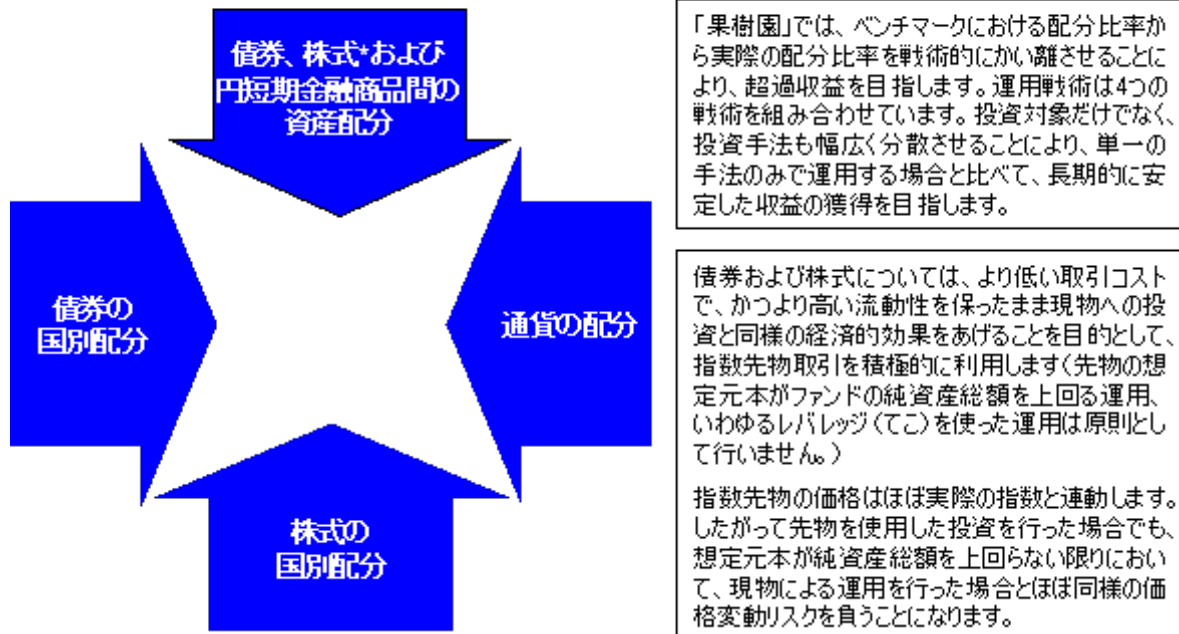 債券、株式*および
円短期金融商品間の
資産配分
債券の
国別配分
通貨の配分
株式の
国別配分
「果樹園」では、ベンチマークにおける配分比率か
ら実際の配分比率を戦術的にかい離させることに
より、超過収益を目指します。運用戦術は4つの
戦術を組み合わせています。投資対象だけでなく、
投資手法も幅広く分散させることにより、単一の
手法のみで運用する場合と比べて、長期的に安
定した収益の獲得を目指します。
債券および株式については、より低い取引コスト
で、かつより高い流動性を保ったまま現物への投
資と同様の経済的効果をあげることを目的として、
指数先物取引を積極的に利用します(先物の想
定元本がファンドの純資産総額を上回る運用、
いわゆるレバレッジ(てこ)を使った運用は原則とし
て行いません。)
指数先物の価格はほぼ実際の指数と連動します。
したがって先物を使用した投資を行った場合でも、
想定元本が純資産総額を上回らない限りにおい
て、現物による運用を行った場合とほぼ同様の価
格変動リスクを負うことになります。